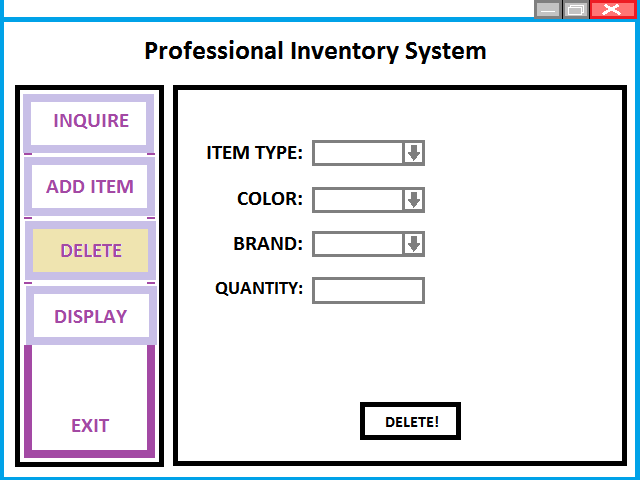 Professional Inventory System
INQUIRE
ADD ITEM
DELETE
DISPLAY
EXIT
ITEM TYPE:
COLOR:
BRAND:
QUANTITY:
DELETE!